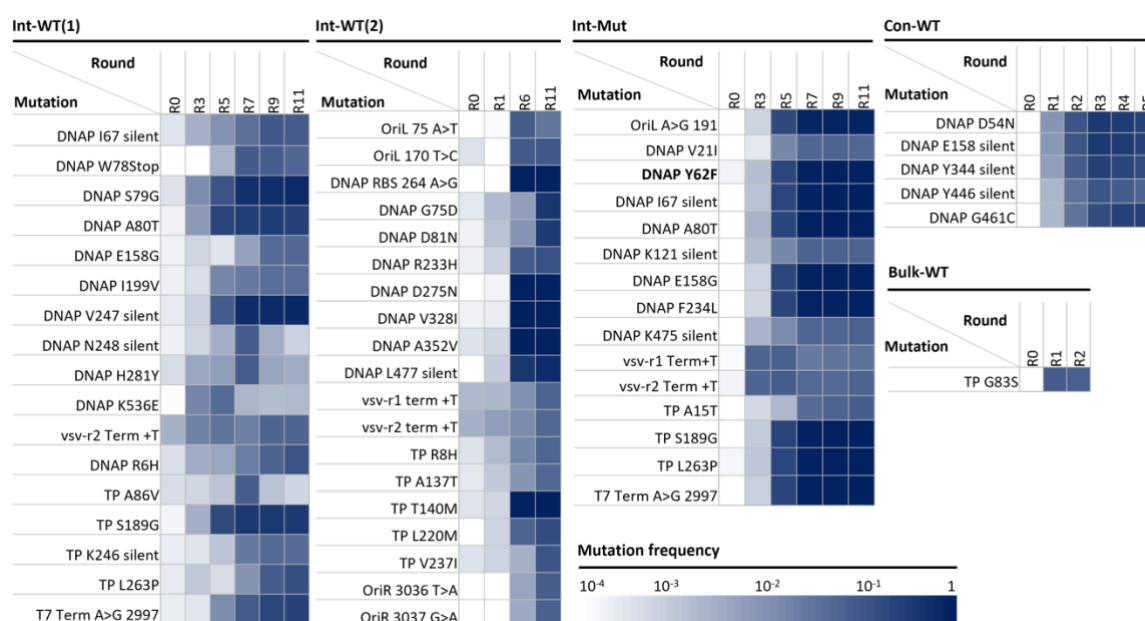 Int-WT(1)
Round
Mutation
R0 R3 R5 R7 R9 R11
DNAP I67 silent
DNAP W78Stop
DNAP S79G
DNAP A80T
DNAP E158G
DNAP I199V
DNAP V247 silent
DNAP N248 silent
DNAP H281Y
DNAP K536E
vsv-r2 Term +T
DNAP R6H
TP A86V
TP S189G
TP K246 silent
TP L263P
T7 Term A>G 2997
Int-WT(2)
Round
Mutation
R0 R1 R6 R11
OriL 75 A>T
OriL 170 T>C
DNAP RBS 264 A>G
DNAP G75D
DNAP D81N
DNAP R233H
DNAP D275N
DNAP V328I
DNAP A352V
DNAP L477 silent
vsv-r1 term +T
vsv-r2 term +T
TP R8H
TP A137T
TP T140M
TP L220M
TP V237I
OriR 3036 T>A
OriR 3037 G>A
Int-Mut
Round
Mutation
R0 R3 R5 R7 R9 R11
OriL A>G 191
DNAP V21I
DNAP Y62F
DNAP I67 silent
DNAP A80T
DNAP K121 silent
DNAP E158G
DNAP F234L
DNAP K475 silent
vsv-r1 Term+T
vsv-r2 Term +T
TP A15T
TP S189G
TP L263P
T7 Term A>G 2997
Con-WT
Round
Mutation
R0 R1 R2 R3 R4 R5
DNAP D54N
DNAP E158 silent
DNAP Y344 silent
DNAP Y446 silent
DNAP G461C
Bulk-WT
Round
Mutation
R0 R1 R2
TP G83S
Mutation frequency
10-4 10-3 10-2 10-1 1